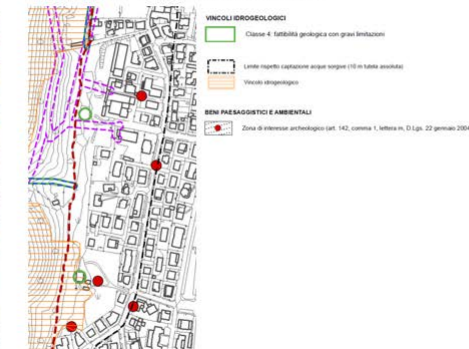 VINCOLI IDROGEOLOGICI
Classe 4: fattibilità geologica con gravi limitazioni
Limite rispetto captazione acque sorgive (10 m tutela assoluta)
Vincolo idrogeologico
BENI PAESAGGISTICI E AMBIENTALI
Zona di interesse archeologico (art. 142, comma 1, lettera m, D.Lgs. 22 gennaio 2004